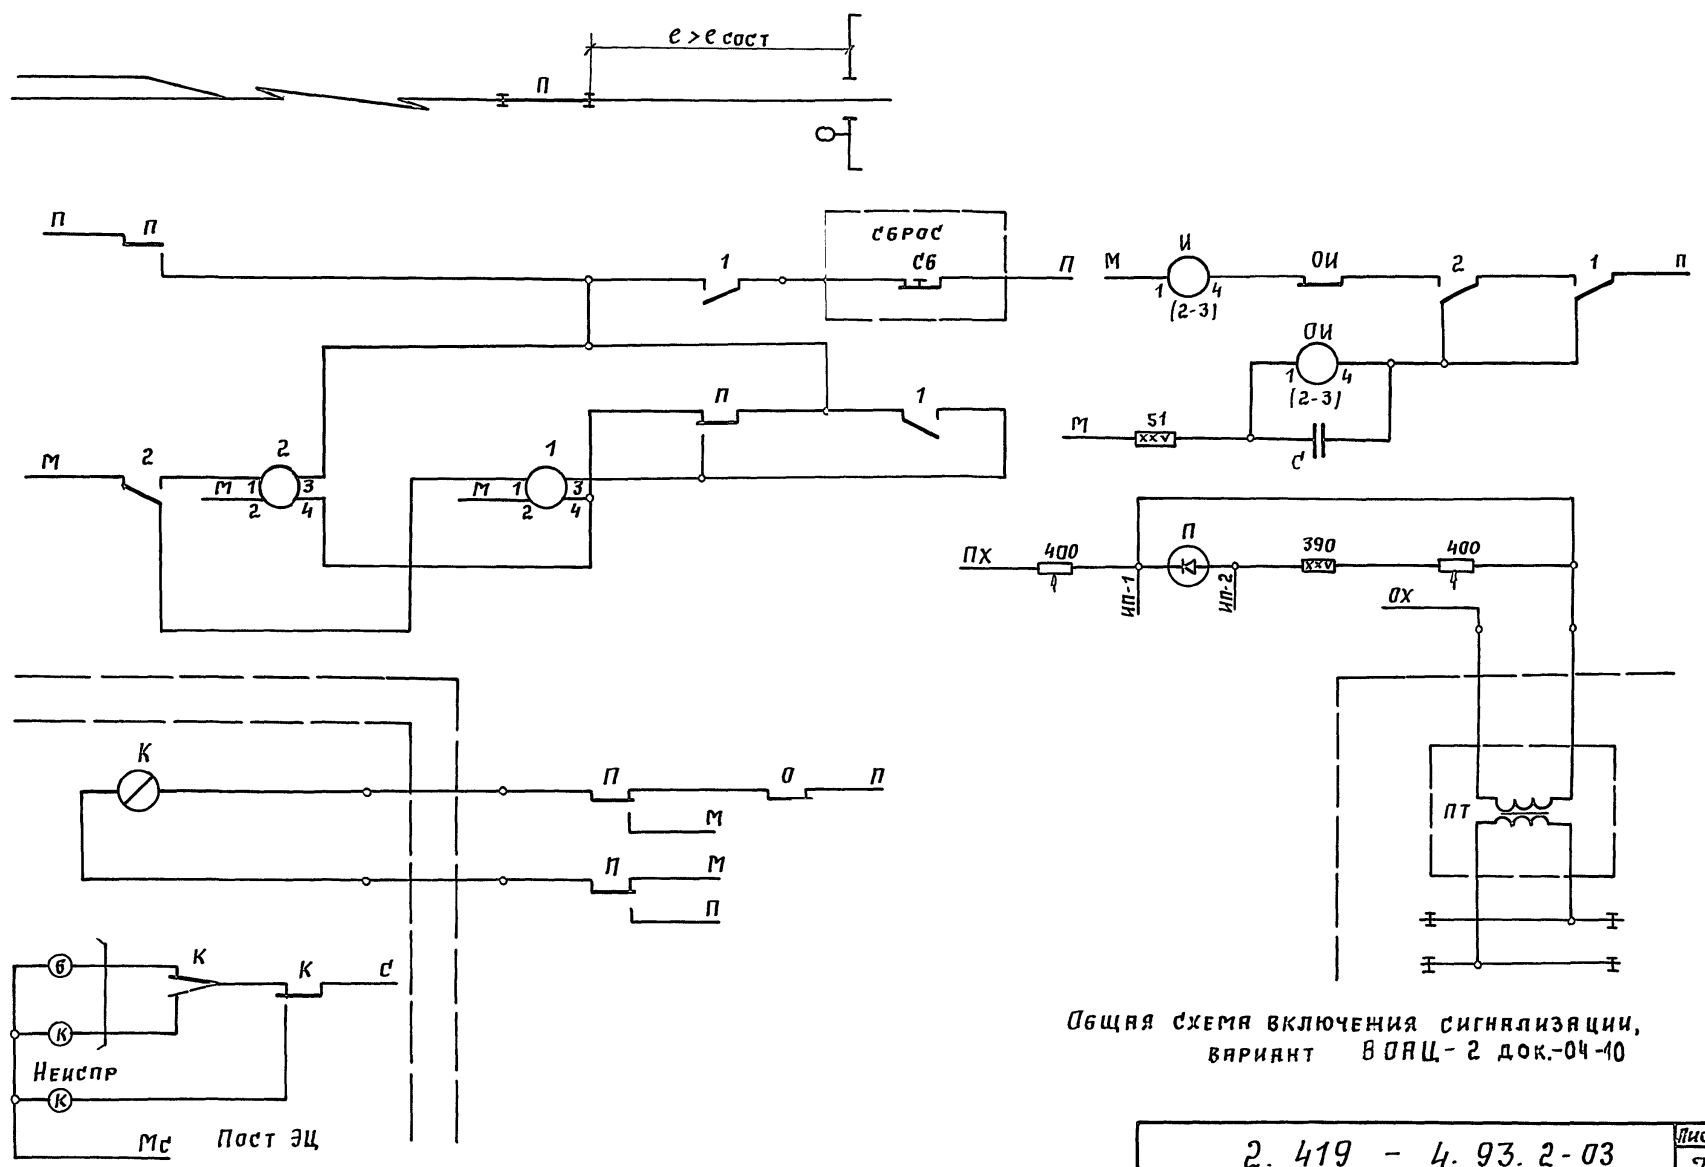 е > е сост
П
П
П
1
СБРОС
СБ
П
М
И
1
4
(2-3)
ОИ
2
1
П
ОИ
1
4
(2-3)
М
51
С
П
1
М
2
2
М
1
3
2
4
1
М
1
3
2
4
ПХ
400
П
390
400
ИП-1
ИП-2
ОХ
ПТ
К
П
О
П
М
П
М
П
Б
К
К
К
С
Неиспр
К
Мс
Пост ЭЦ
Общая схема включения сигнализации,
вариант В ОАЦ-2 док.-04-10
2. 419 - 4. 93. 2-03